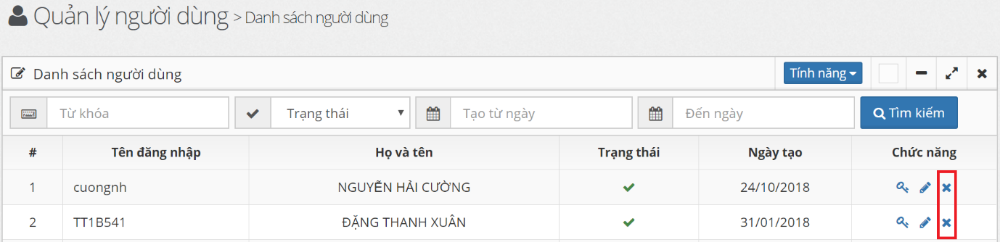 Quản lý người dùng > Danh sách người dùng
Danh sách người dùng Tính năng
Từ khóa Trạng thái Tạo từ ngày Đến ngày Tìm kiếm
# Tên đăng nhập Họ và tên Trạng thái Ngày tạo Chức năng
1 cuongnh NGUYỄN HẢI CƯỜNG 24/10/2018
2 TT1B541 ĐẶNG THANH XUÂN 31/01/2018